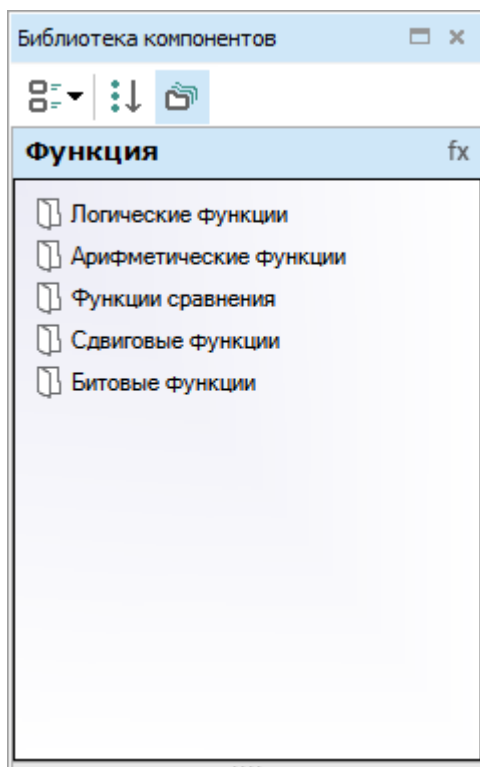 Библиотека компонентов
Функция fx
Логические функции
Арифметические функции
Функции сравнения
Сдвиговые функции
Битовые функции